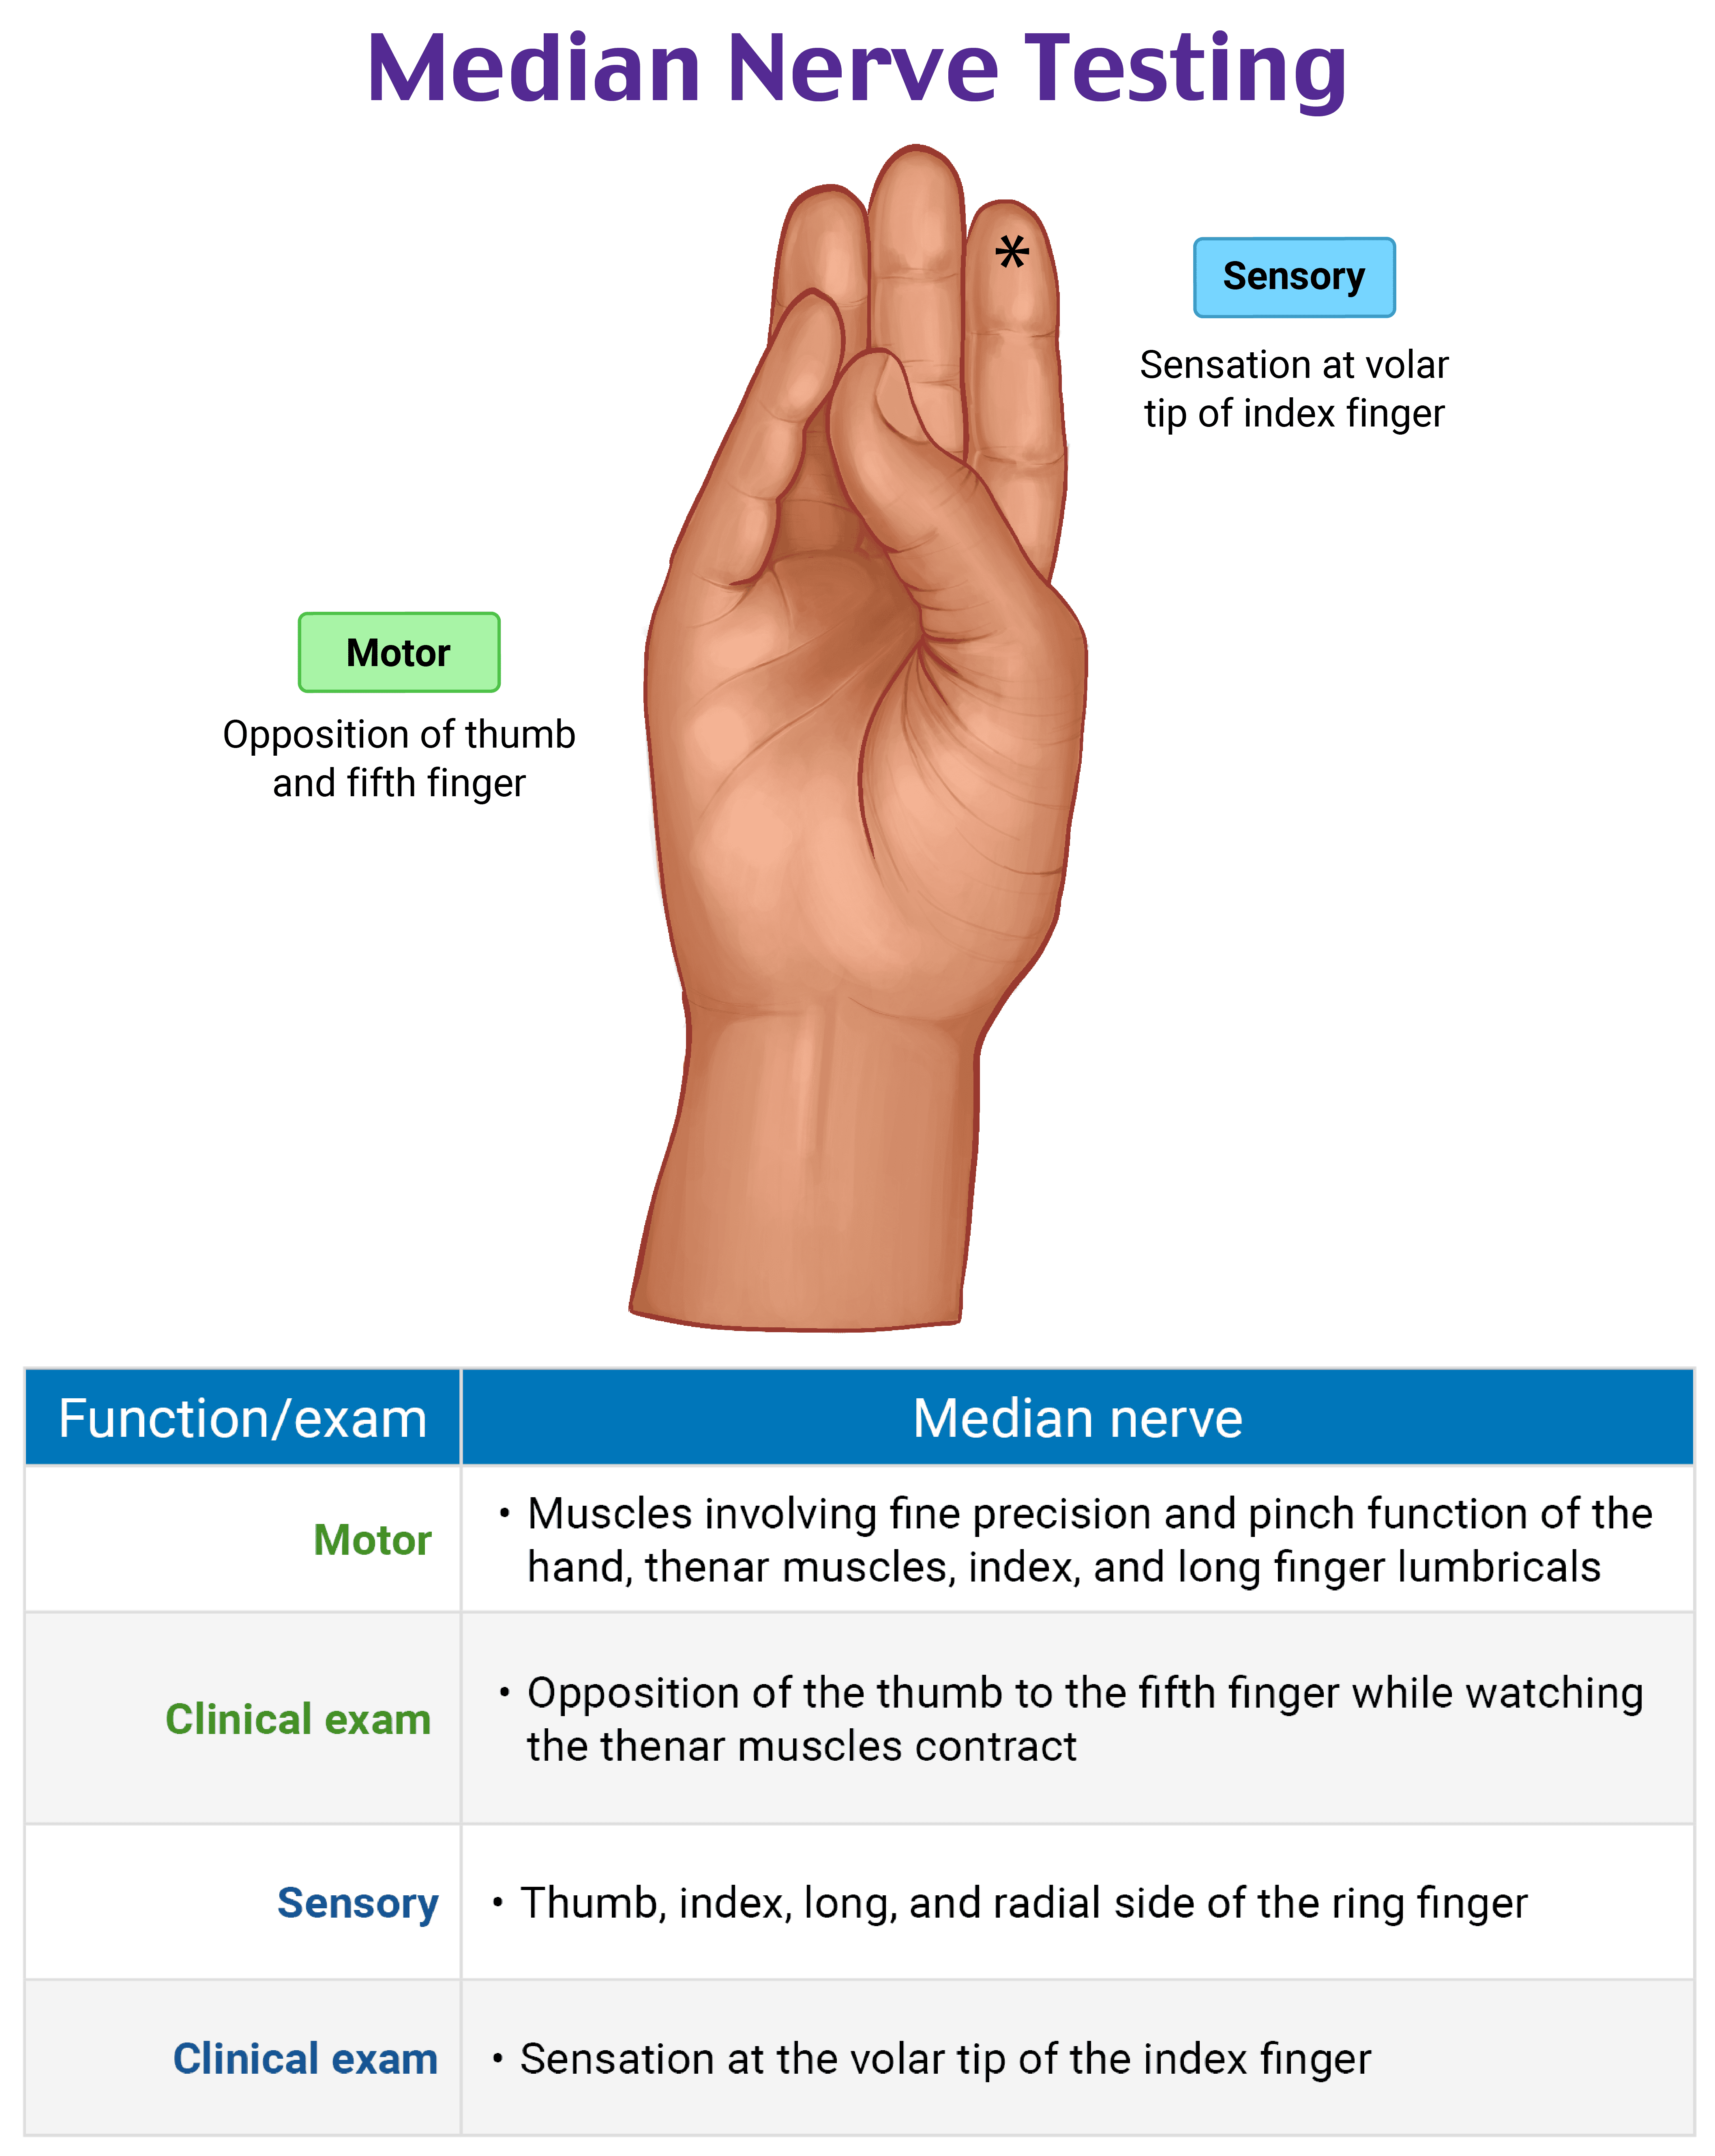 Median Nerve Testing
*
Sensory
Sensation at volar
tip of index finger
Motor
Opposition of thumb
and fifth finger
Function/exam
Median nerve
Motor
• Muscles involving fine precision and pinch function of the
hand, thenar muscles, index, and long finger lumbricals
Clinical exam
• Opposition of the thumb to the fifth finger while watching
the thenar muscles contract
Sensory
• Thumb, index, long, and radial side of the ring finger
Clinical exam
• Sensation at the volar tip of the index finger